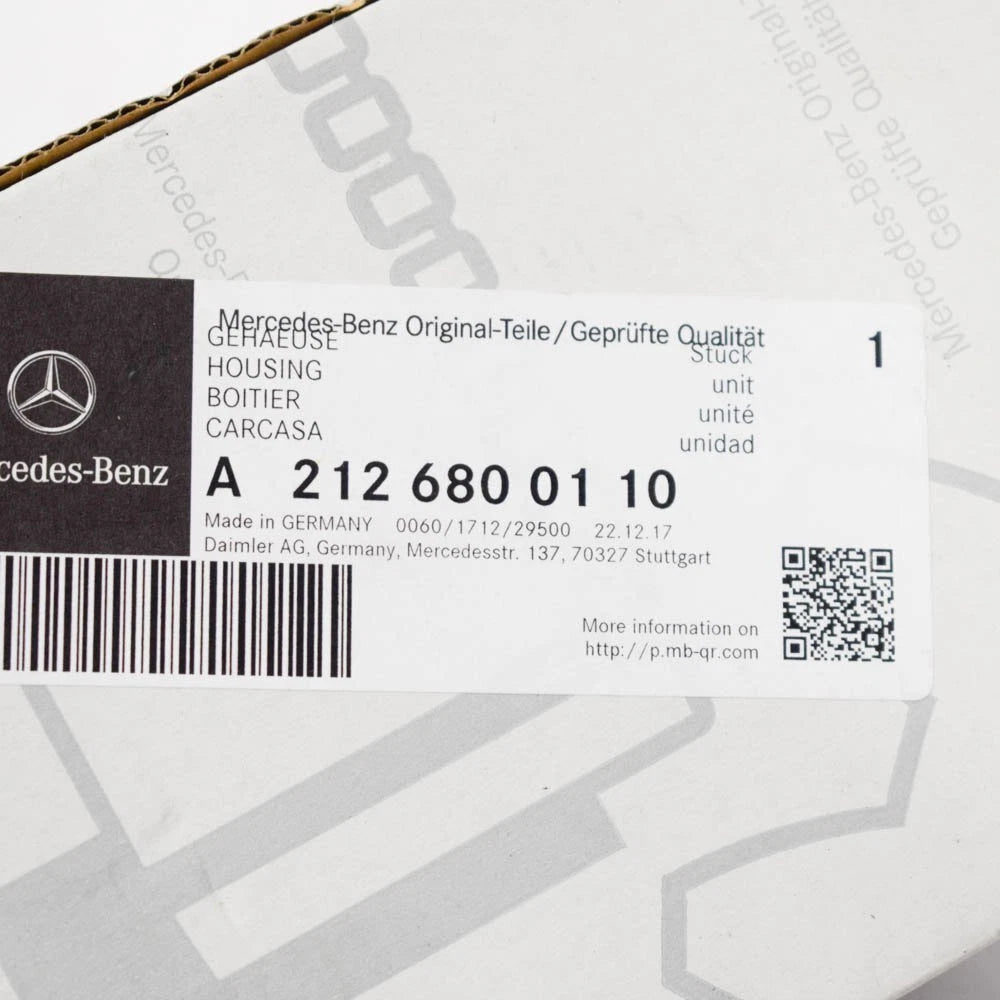 Mercedes-
Mercedes-Benz Original-
Geprüfte Qualität
Mercedes-Benz Original-Teile/Geprüfte Qualität
1
GEHAEUSE
Stück
HOUSING
unit
BOITIER
unité
CARCASA
unidad
cedes-Benz
A 212 680 01 10
Made in GERMANY 0060/1712/29500 22.12.17
Daimler AG, Germany, Mercedesstr. 137, 70327 Stuttgart
More information on
http://p.mb-qr.com